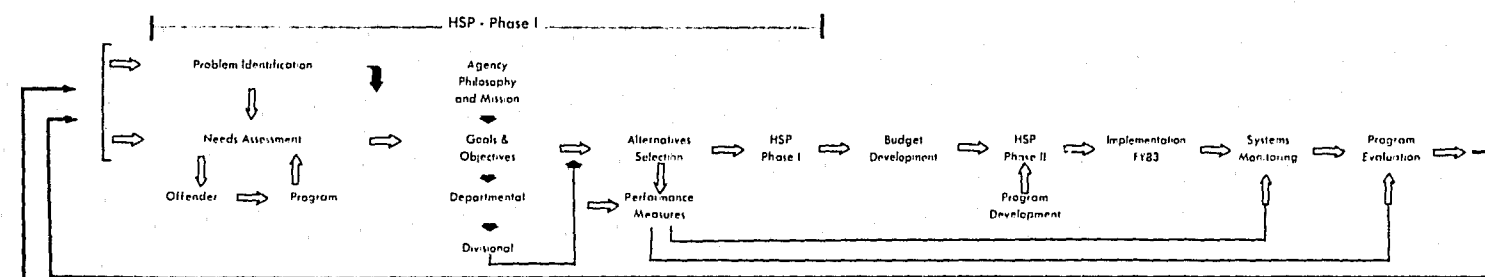 HSP - Phase I
Problem Identification
Agency
Philosophy
and Mission
Needs Assessment
Goals &
Objectives
Alternatives
Selection
HSP
Phase I
Budget
Development
HSP
Phase II
Implementation
FY83
Systems
Monitoring
Program
Evaluation
Offender
Program
Departmental
Performance
Measures
Program
Development
Divisional